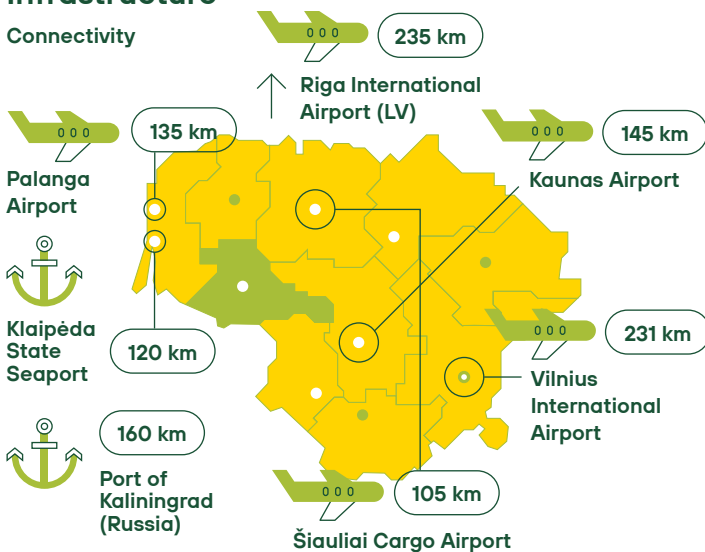 Infrastructure
Connectivity
235 km
Riga International
Airport (LV)
135 km
145 km
Palanga
Airport
Kaunas Airport
Klaipėda
State
Seaport
120 km
231 km
Vilnius
International
Airport
160 km
Port of
Kaliningrad
(Russia)
105 km
Šiauliai Cargo Airport